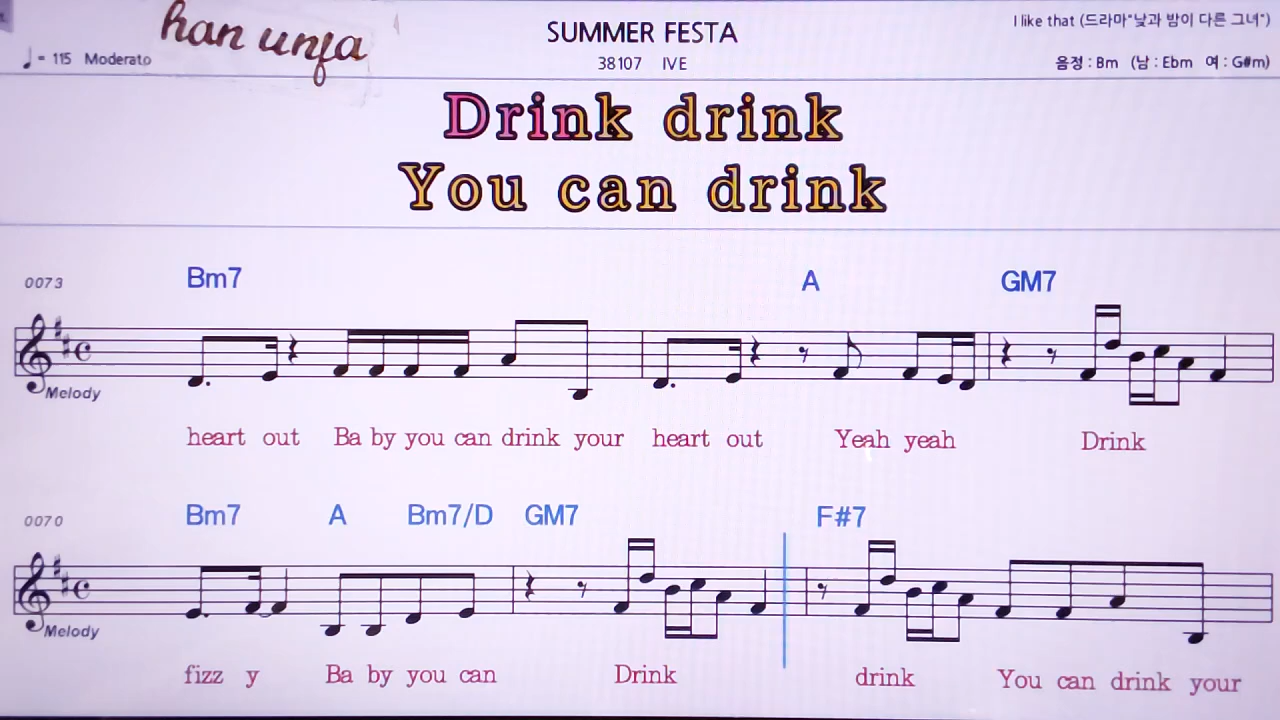 han unja
SUMMER FESTA
I like that (드라마"낮과 밤이 다른 그녀")
♩= 115 Moderato
38107 IVE
음정 : Bm (남 : Ebm 여 : G#m)
Drink drink
You can drink
0073
Bm7 A GM7
Melody
heart out Ba by you can drink your heart out Yeah yeah Drink
0070
Bm7 A Bm7/D GM7 F#7
Melody
fizz y Ba by you can Drink drink You can drink your